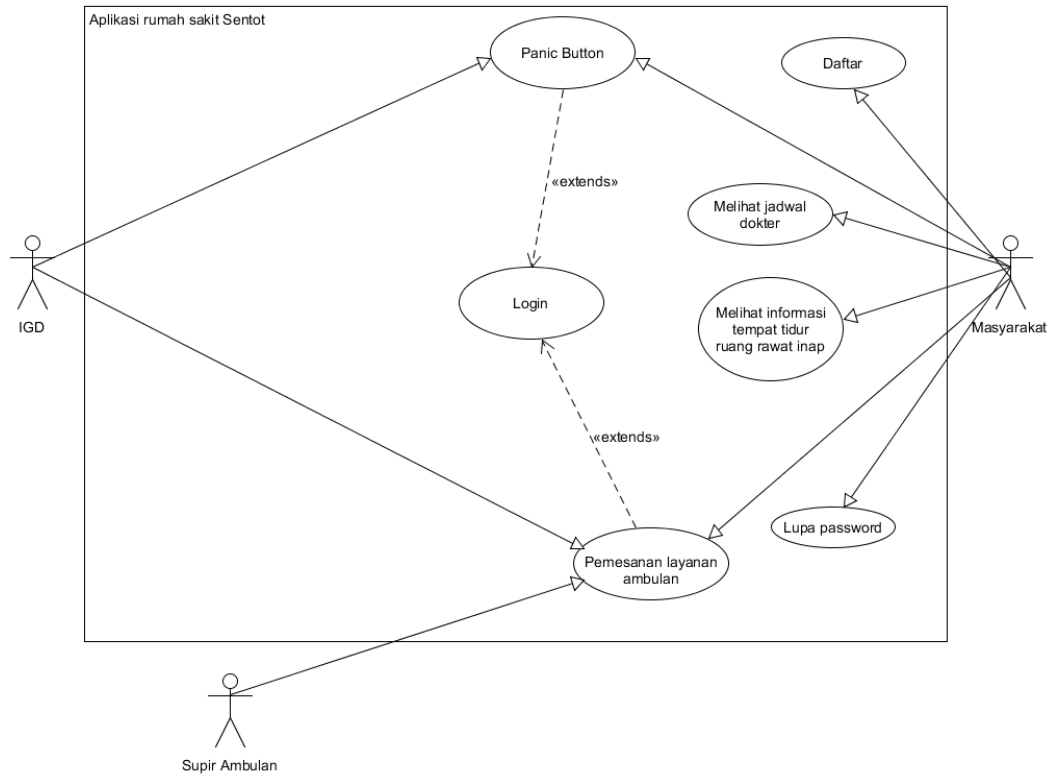 Aplikasi rumah sakit Sentot
Panic Button
Daftar
«extends»
Melihat jadwal
dokter
IGD
Login
Melihat informasi
tempat tidur
ruang rawat inap
Masyarakat
«extends»
Lupa password
Pemesanan layanan
ambulan
Supir Ambulan